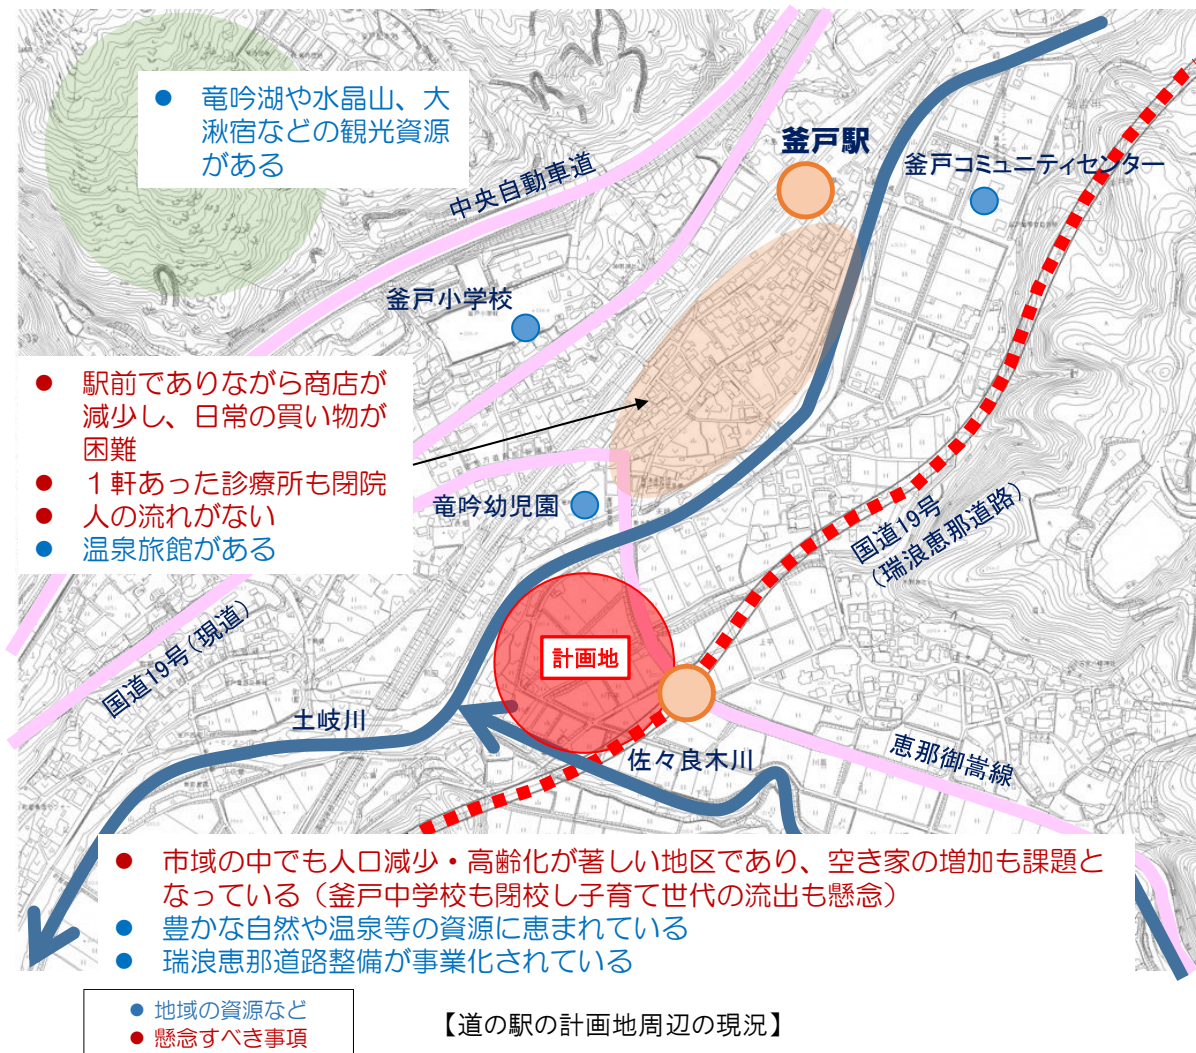 ● 竜吟湖や水晶山、大
湫宿などの観光資源
がある
釜戸駅
釜戸コミュニティセンター
中央自動車道
釜戸小学校
● 駅前でありながら商店が
減少し、日常の買い物が
困難
● １軒あった診療所も閉院
● 人の流れがない
● 温泉旅館がある
竜吟幼児園
国道19号
(瑞浪恵那道路)
計画地
国道19号(現道)
土岐川
佐々良木川
恵那御嵩線
● 市域の中でも人口減少・高齢化が著しい地区であり、空き家の増加も課題と
なっている（釜戸中学校も閉校し子育て世代の流出も懸念）
● 豊かな自然や温泉等の資源に恵まれている
● 瑞浪恵那道路整備が事業化されている
● 地域の資源など
● 懸念すべき事項
【道の駅の計画地周辺の現況】